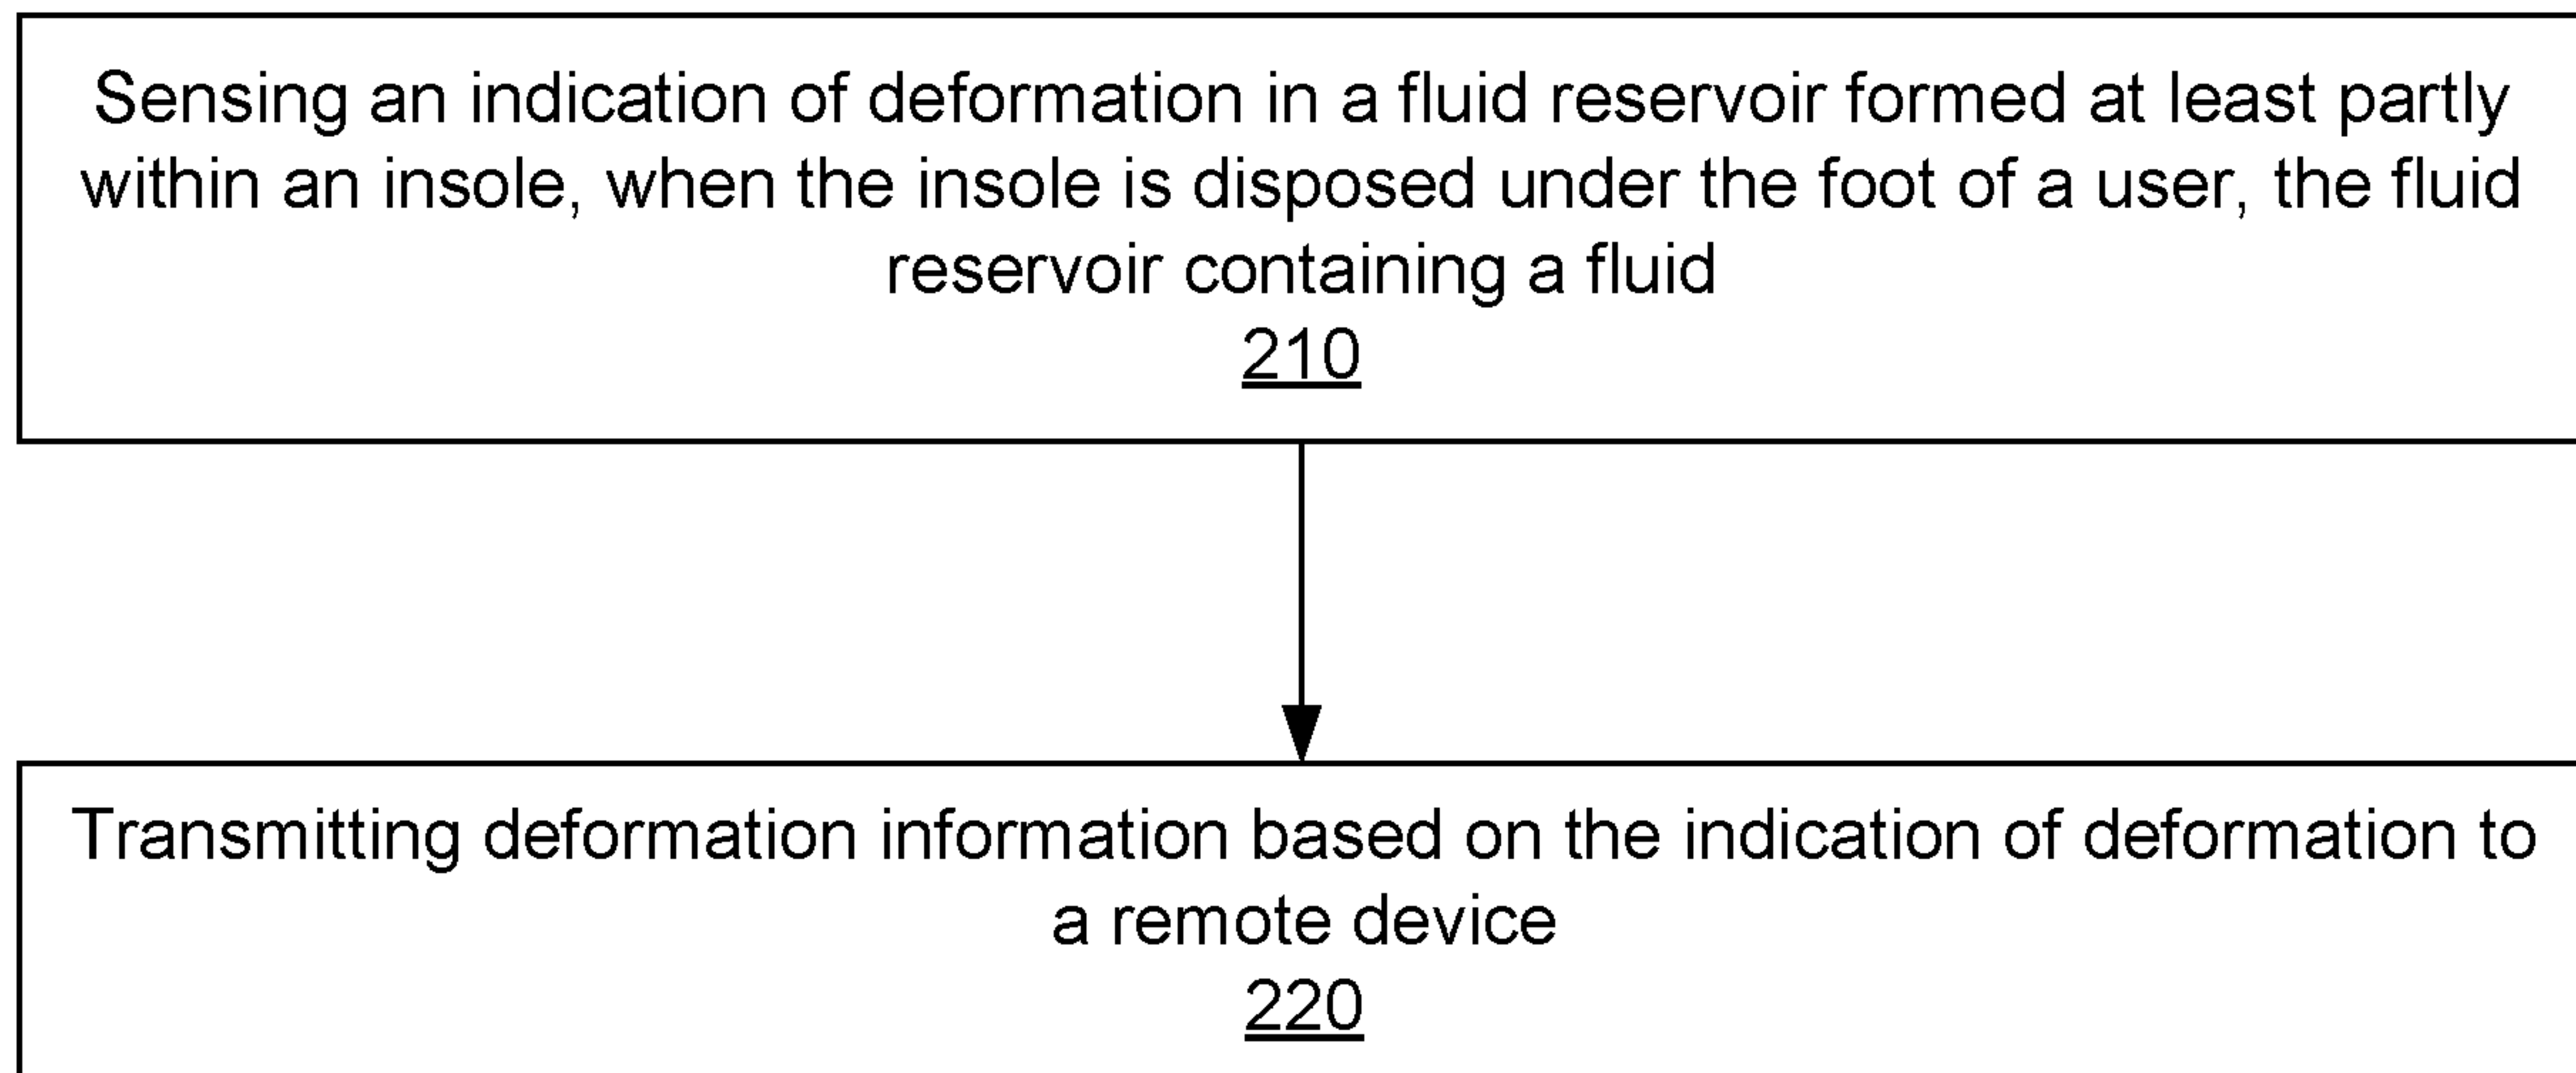 Sensing an indication of deformation in a fluid reservoir formed at least partly
within an insole, when the insole is disposed under the foot of a user, the fluid
reservoir containing a fluid
210
Transmitting deformation information based on the indication of deformation to
a remote device
220